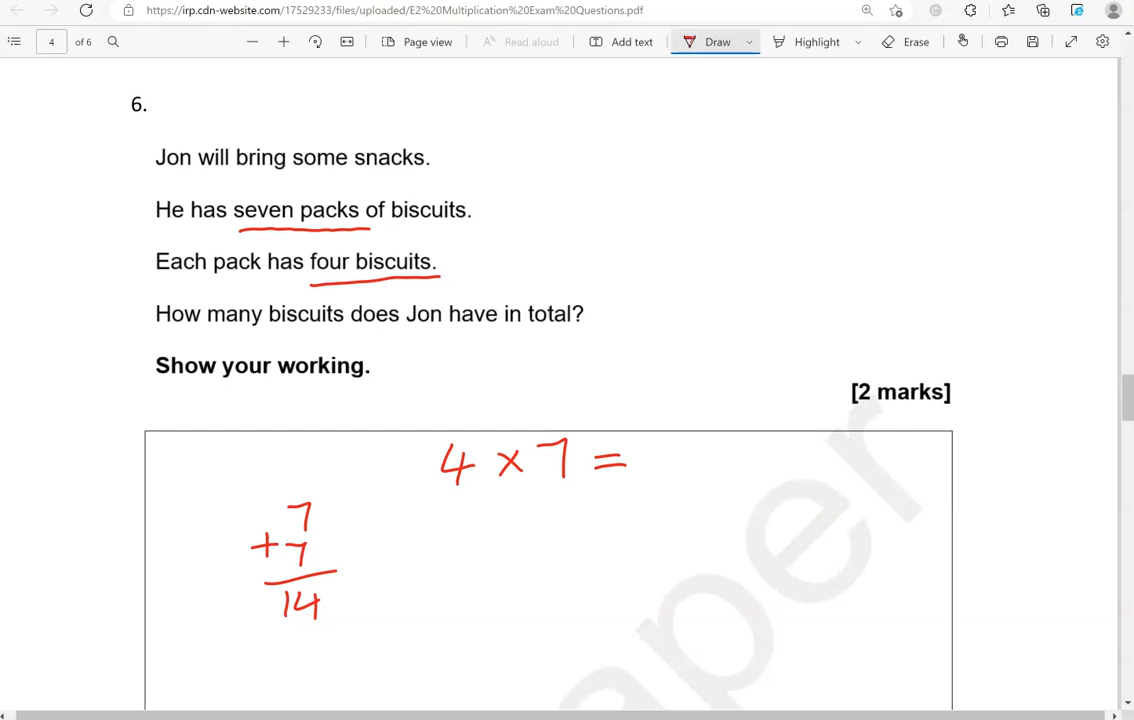 https://irp.cdn-website.com/17529233/files/uploaded/E2%20Multiplication%20Exam%20Questions.pdf
4 of 6
Page view
Read aloud
Add text
Draw
Highlight
Erase
6.
Jon will bring some snacks.
He has seven packs of biscuits.
Each pack has four biscuits.
How many biscuits does Jon have in total?
Show your working.
[2 marks]
4 × 7 =
7
+ 7
14
aper